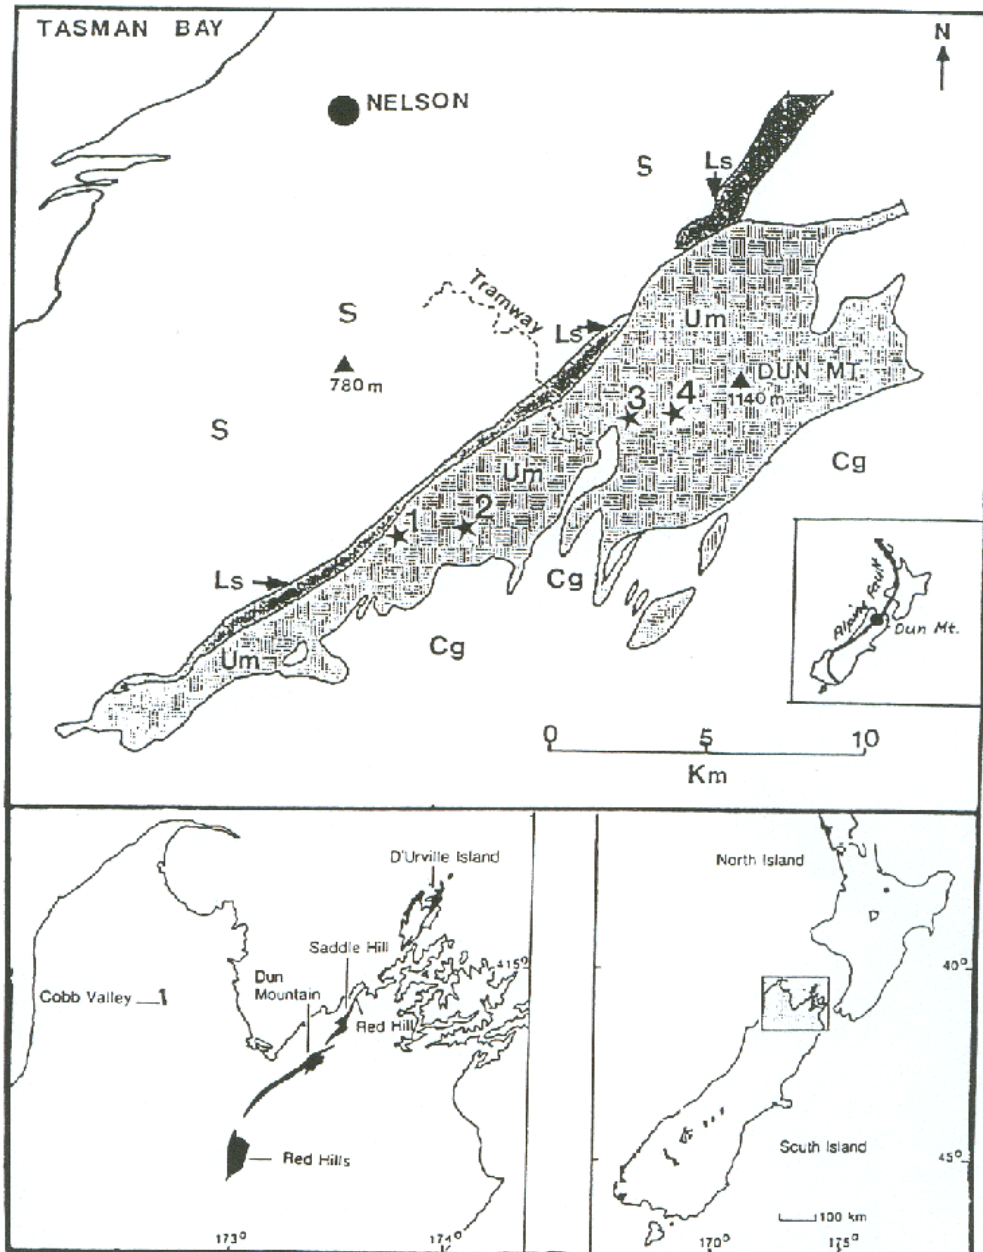 TASMAN BAY
N
NELSON
S
Ls
Tramway
Um
S
Ls
780 m
DUN MT.
1140 m
3
4
S
Cg
Um
1
2
Ls
Cg
Alpine Fault
Dun Mt.
Um
Cg
0 5 10
Km
D'Urville Island
Saddle Hill
415°
Dun
Mountain
Cobb Valley
Red Hill
Red Hills
173°
174°
North Island
40°
South Island
45°
100 km
170°
175°